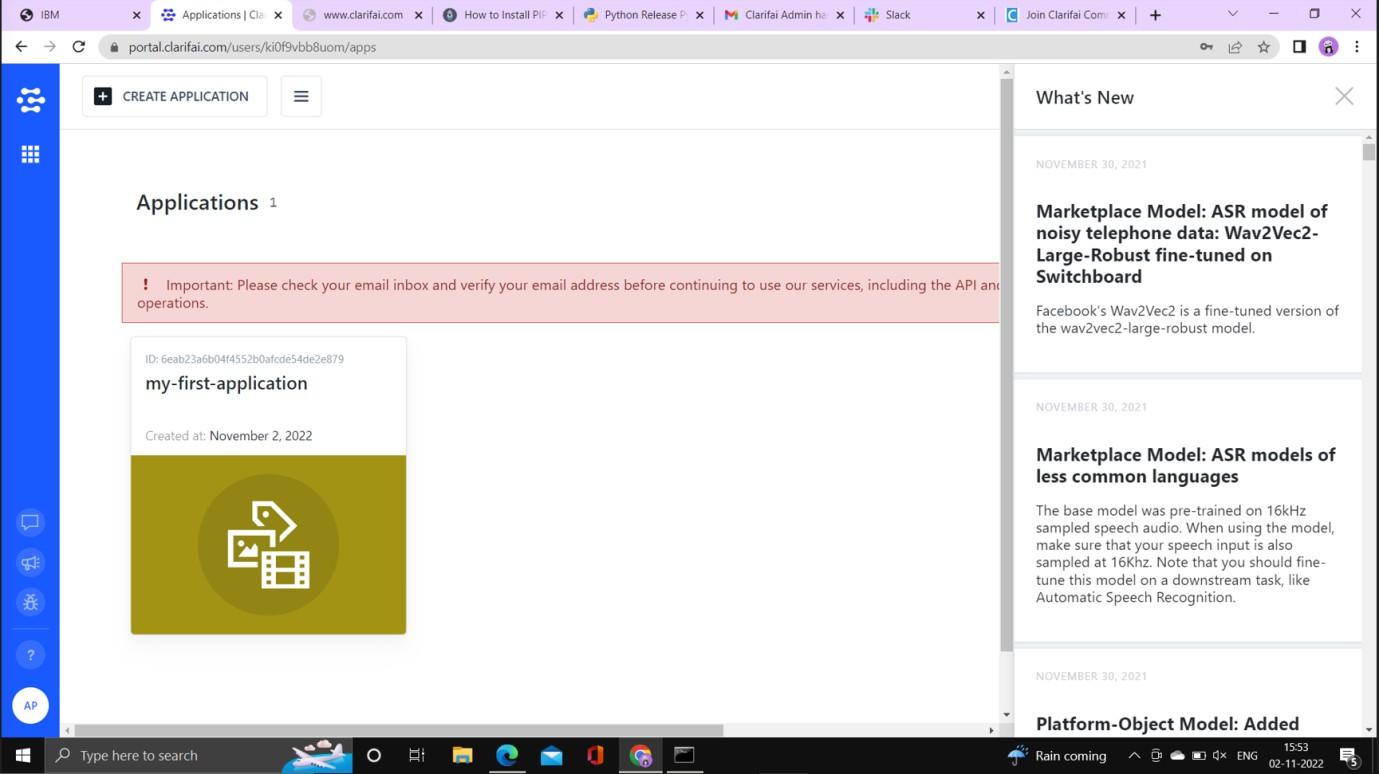 IBM
Applications | Cla
www.clarifai.com
How to Install PIP
Python Release Py
Clarifai Admin ha
Slack
Join Clarifai Com
portal.clarifai.com/users/ki0f9vbb8uom/apps
CREATE APPLICATION
Applications 1
! Important: Please check your email inbox and verify your email address before continuing to use our services, including the API and
operations.
ID: 6eab23a6b04f4552b0afcde54de2e879
my-first-application
Created at: November 2, 2022
?
AP
What's New
NOVEMBER 30, 2021
Marketplace Model: ASR model of
noisy telephone data: Wav2Vec2-
Large-Robust fine-tuned on
Switchboard
Facebook's Wav2Vec2 is a fine-tuned version of
the wav2vec2-large-robust model.
NOVEMBER 30, 2021
Marketplace Model: ASR models of
less common languages
The base model was pre-trained on 16kHz
sampled speech audio. When using the model,
make sure that your speech input is also
sampled at 16Khz. Note that you should fine-
tune this model on a downstream task, like
Automatic Speech Recognition.
NOVEMBER 30, 2021
Platform-Object Model: Added
Type here to search
Rain coming
ENG
15:53
02-11-2022
5